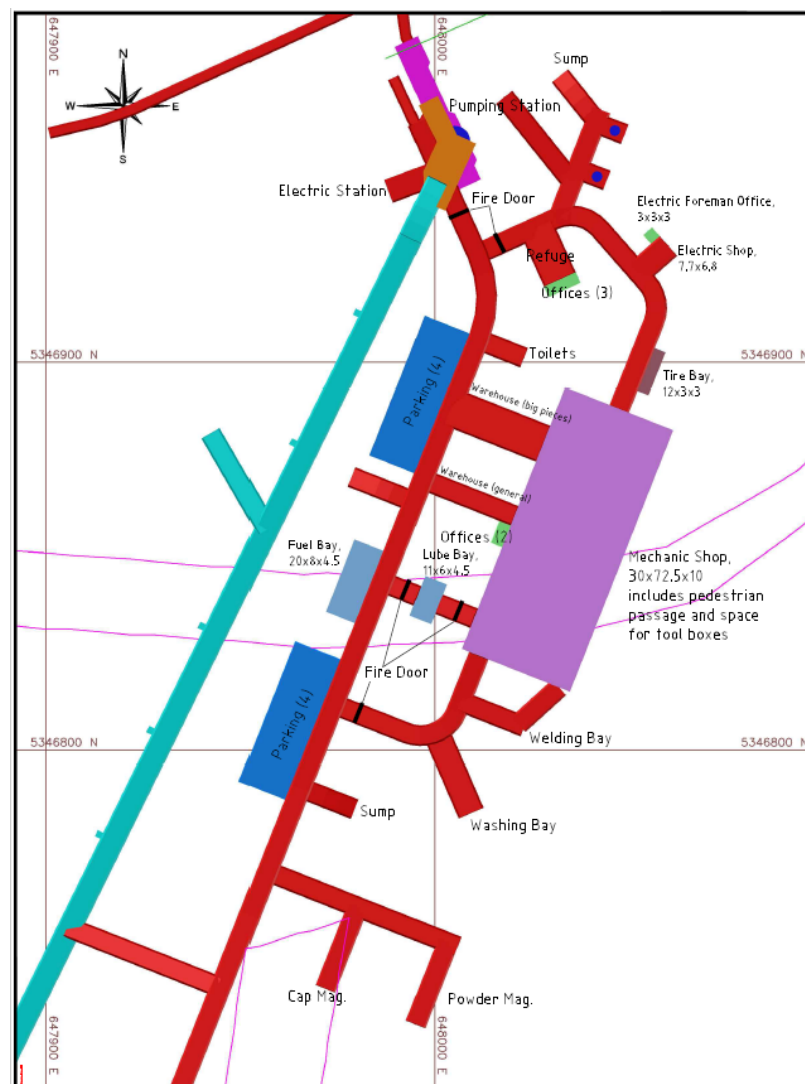 647900 E
648000 E
N
W
E
S
Sump
Pumping Station
Electric Station
Fire Door
Electric Foreman Office,
3x3x3
Refuge
Electric Shop,
7.7x6.8
Offices (3)
5346900 N
5346900 N
Toilets
Parking (4)
Tire Bay,
12x3x3
Warehouse (big pieces)
Warehouse (general)
Offices (2)
Fuel Bay,
20x8x4.5
Lube Bay,
11x6x4.5
Mechanic Shop,
30x72.5x10
includes pedestrian
passage and space
for tool boxes
Fire Door
Parking (4)
Welding Bay
5346800 N
5346800 N
Sump
Washing Bay
Cap Mag.
Powder Mag.
647900 E
648000 E